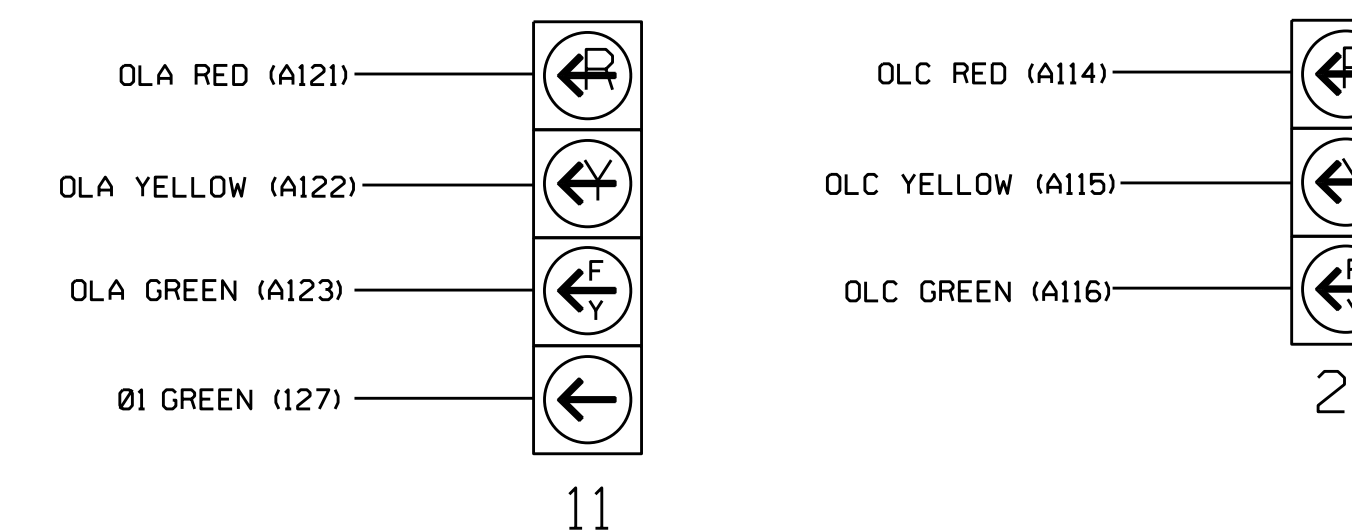 OLA RED (A121)
R
OLA YELLOW (A122)
Y
OLA GREEN (A123)
F
Y
Ø1 GREEN (127)
11
OLC RED (A114)
OLC YELLOW (A115)
OLC GREEN (A116)
2